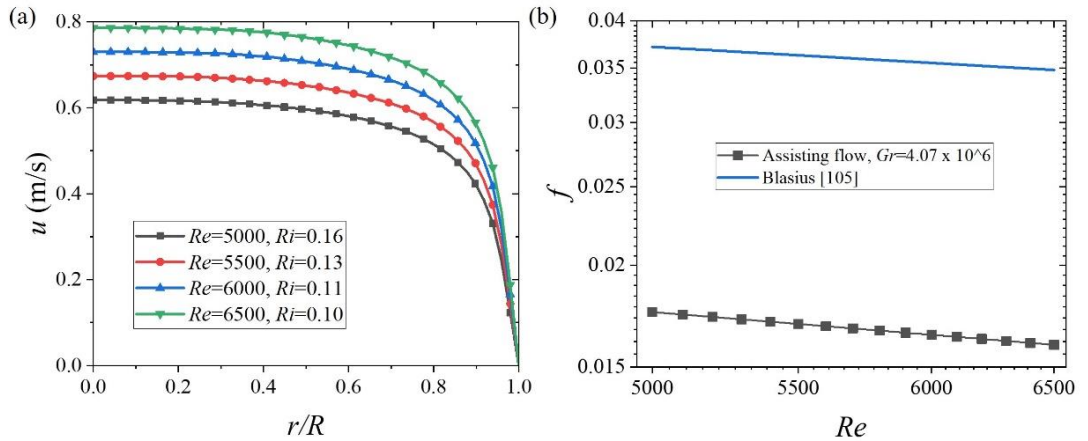 (a)
0.8
0.6
0.4
0.2
0.0
u (m/s)
Re=5000, Ri=0.16
Re=5500, Ri=0.13
Re=6000, Ri=0.11
Re=6500, Ri=0.10
0.0 0.2 0.4 0.6 0.8 1.0
r/R
(b)
0.04
0.035
0.03
0.025
0.02
0.015
f
Assisting flow, Gr=4.07 x 10^6
Blasius [105]
5000 5500 6000 6500
Re